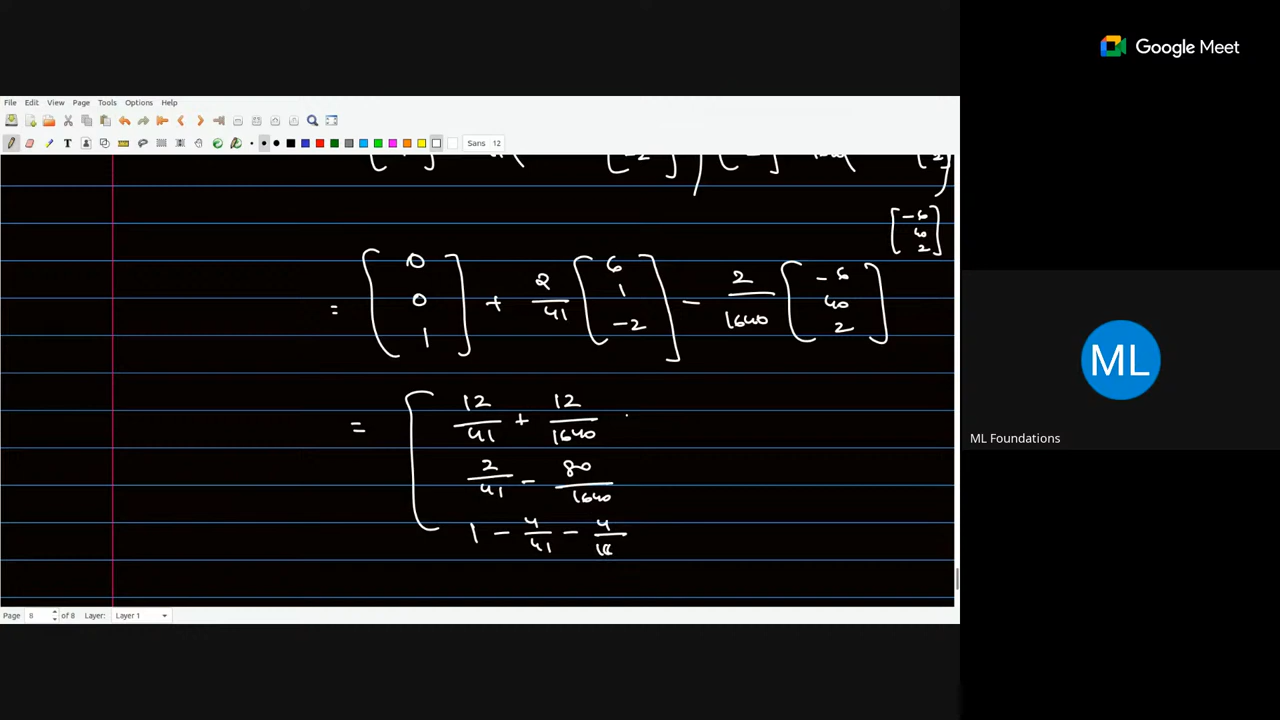 Google Meet
File Edit View Page Tools Options Help
Sans 12
[-6 40 2]
= [0 0 1] + 2/41 [6 1 -2] - 2/1640 [-6 40 2]
= [ 12/41 + 12/1640
2/41 - 80/1640
1 - 4/41 - 4/16
ML
ML Foundations
Page 8 of 8 Layer: Layer 1